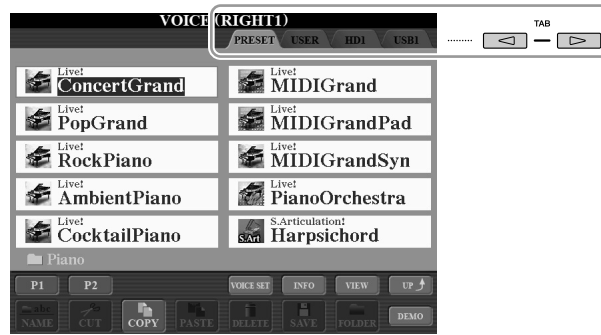 VOICE (RIGHT1)
PRESET USER HD1 USB1
TAB
Live!
ConcertGrand
Live!
MIDIGrand
Live!
PopGrand
Live!
MIDIGrandPad
Live!
RockPiano
Live!
MIDIGrandSyn
Live!
AmbientPiano
Live!
PianoOrchestra
Live!
CocktailPiano
S.Art
S.Articulation!
Harpsichord
Piano
P1 P2 VOICE SET INFO VIEW UP
abc
NAME CUT COPY PASTE DELETE SAVE FOLDER DEMO